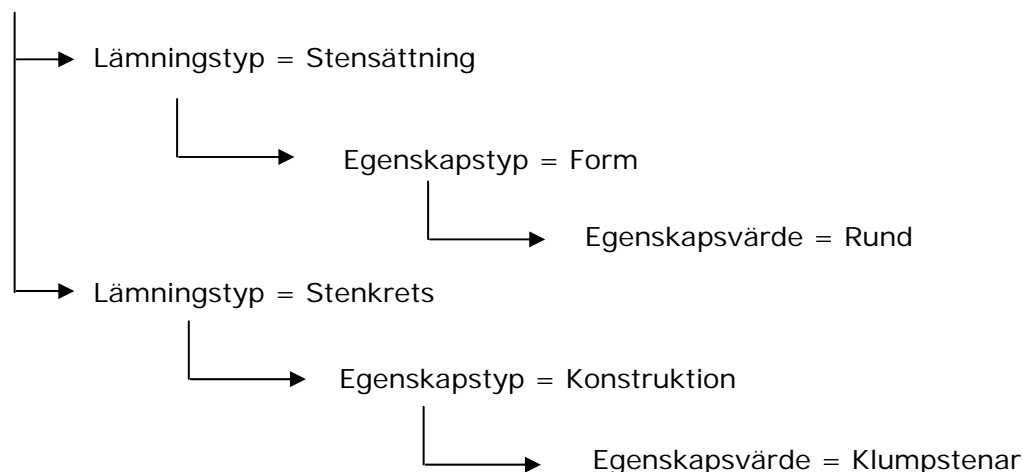 Lämningstyp = Stensättning
Egenskapstyp = Form
Egenskapsvärde = Rund
Lämningstyp = Stenkrets
Egenskapstyp = Konstruktion
Egenskapsvärde = Klumpstenar